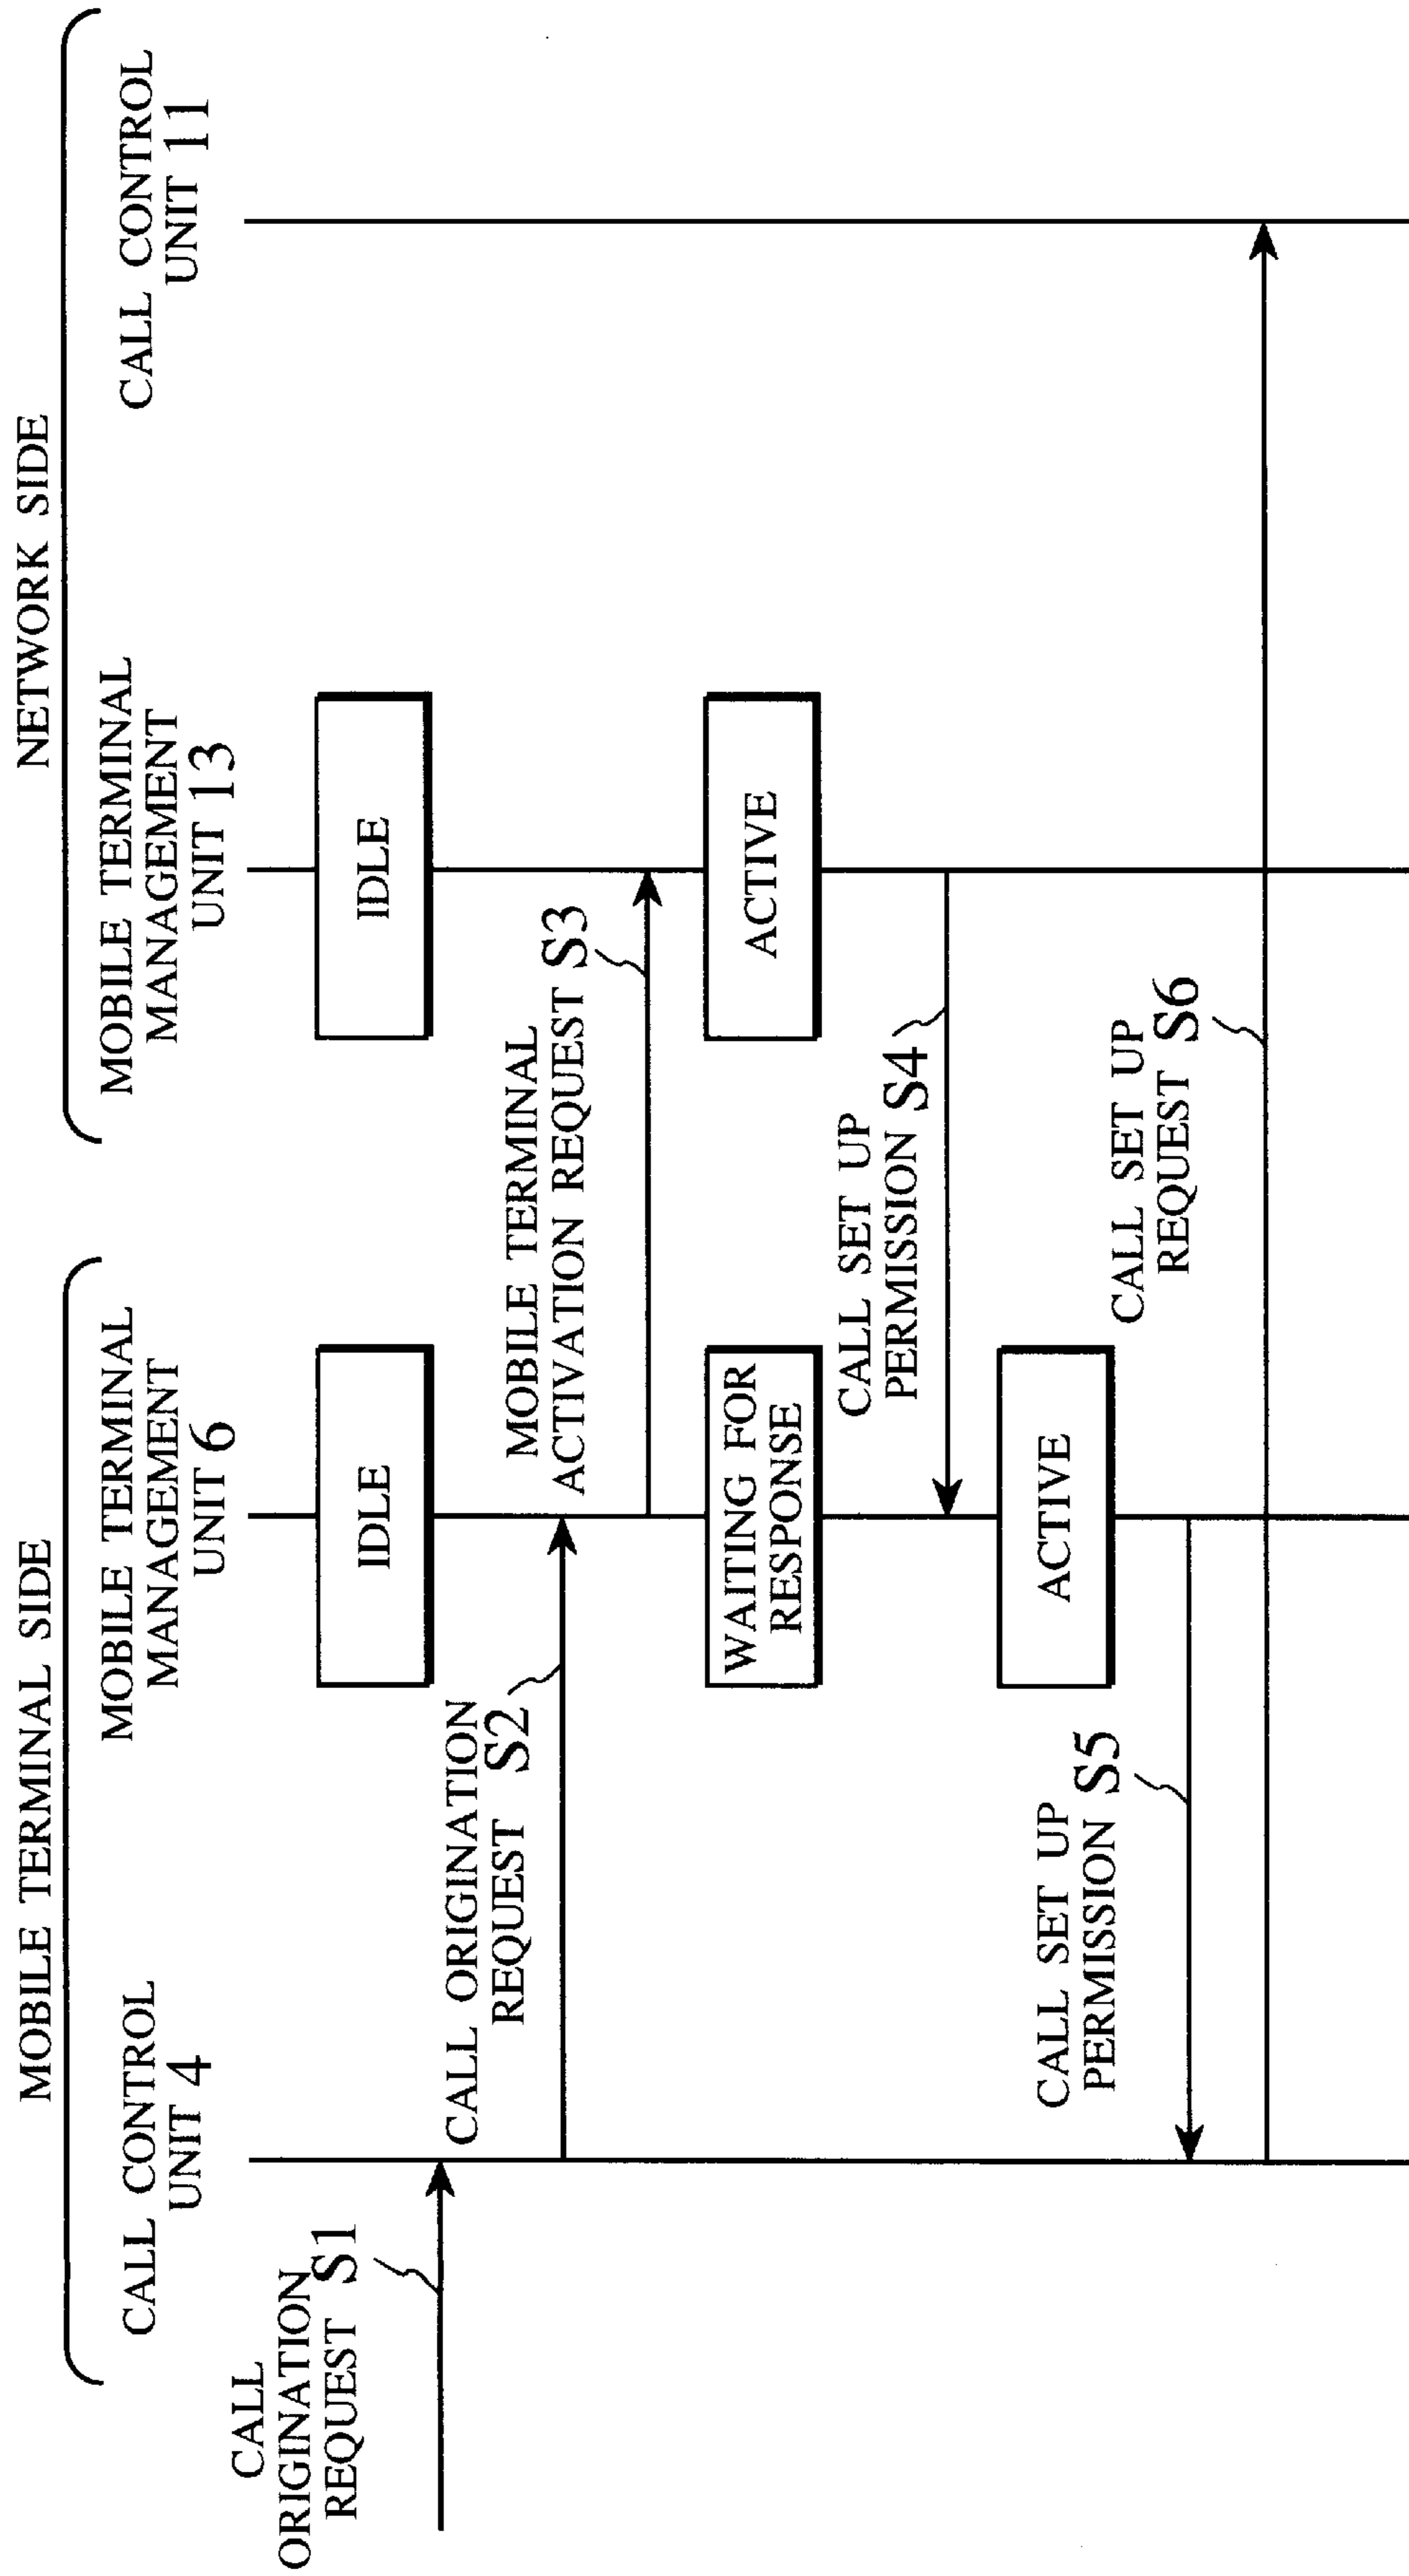 MOBILE TERMINAL SIDE
NETWORK SIDE
CALL CONTROL
UNIT 4
MOBILE TERMINAL
MANAGEMENT
UNIT 6
MOBILE TERMINAL
MANAGEMENT
UNIT 13
CALL CONTROL
UNIT 11
CALL
ORIGINATION
REQUEST S1
IDLE
IDLE
CALL ORIGINATION
REQUEST S2
MOBILE TERMINAL
ACTIVATION REQUEST S3
WAITING FOR
RESPONSE
ACTIVE
CALL SET UP
PERMISSION S4
ACTIVE
CALL SET UP
PERMISSION S5
CALL SET UP
REQUEST S6